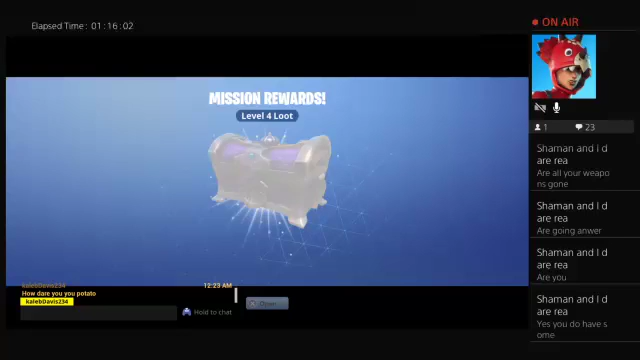 Elapsed Time : 01:16:02
ON AIR
MISSION REWARDS!
Level 4 Loot
1
23
Shaman and I d
are rea
Are all your weapo
ns gone
Shaman and I d
are rea
Are going anwer
Shaman and I d
are rea
Are you
Shaman and I d
are rea
Yes you do have s
ome
kalebDavis234
12:23 AM
How dare you you potato
kalebDavis234
Hold to chat